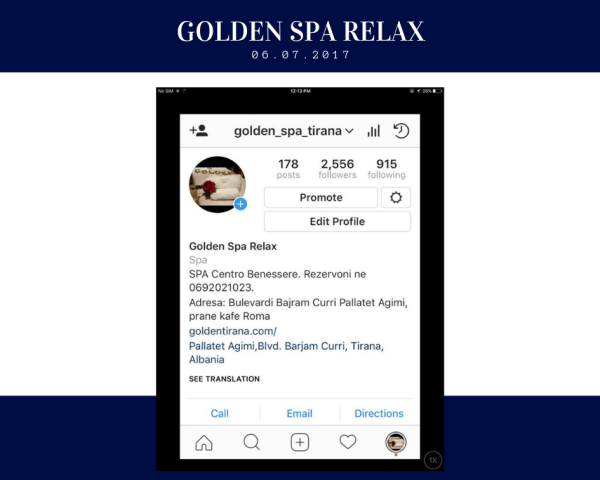 GOLDEN SPA RELAX
06.07.2017
No SIM
12:13 PM
26%
golden_spa_tirana
178
2,556
915
posts
followers
following
Promote
Edit Profile
Golden Spa Relax
Spa
SPA Centro Benessere. Rezervoni ne
0692021023.
Adresa: Bulevardi Bajram Curri Pallatet Agimi,
prane kafe Roma
goldentirana.com/
Pallatet Agimi,Blvd. Barjam Curri, Tirana,
Albania
SEE TRANSLATION
Call
Email
Directions
1X